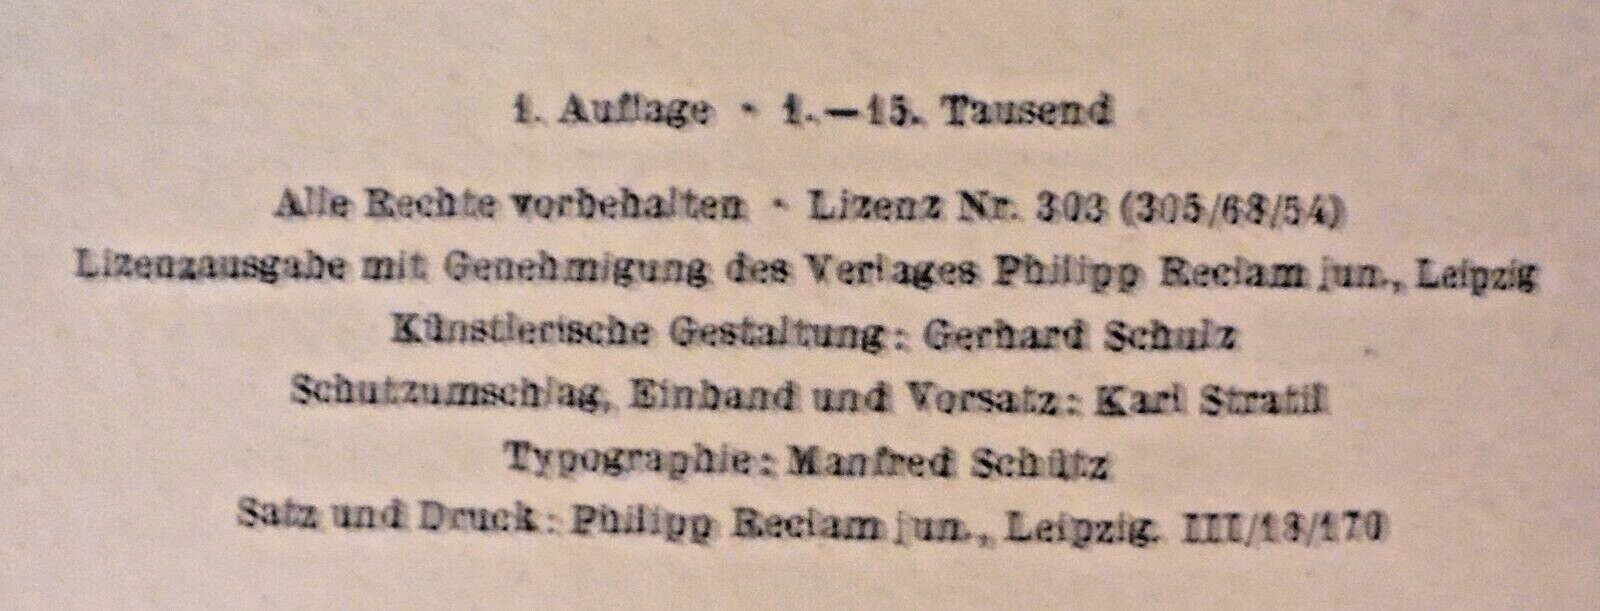 1. Auflage · 1.—15. Tausend
Alle Rechte vorbehalten · Lizenz Nr. 303 (305/68/54)
Lizenzausgabe mit Genehmigung des Verlages Philipp Reclam jun., Leipzig
Künstlerische Gestaltung: Gerhard Schulz
Schutzumschlag, Einband und Vorsatz: Karl Stratil
Typographie: Manfred Schütz
Satz und Druck: Philipp Reclam jun., Leipzig. III/18/170